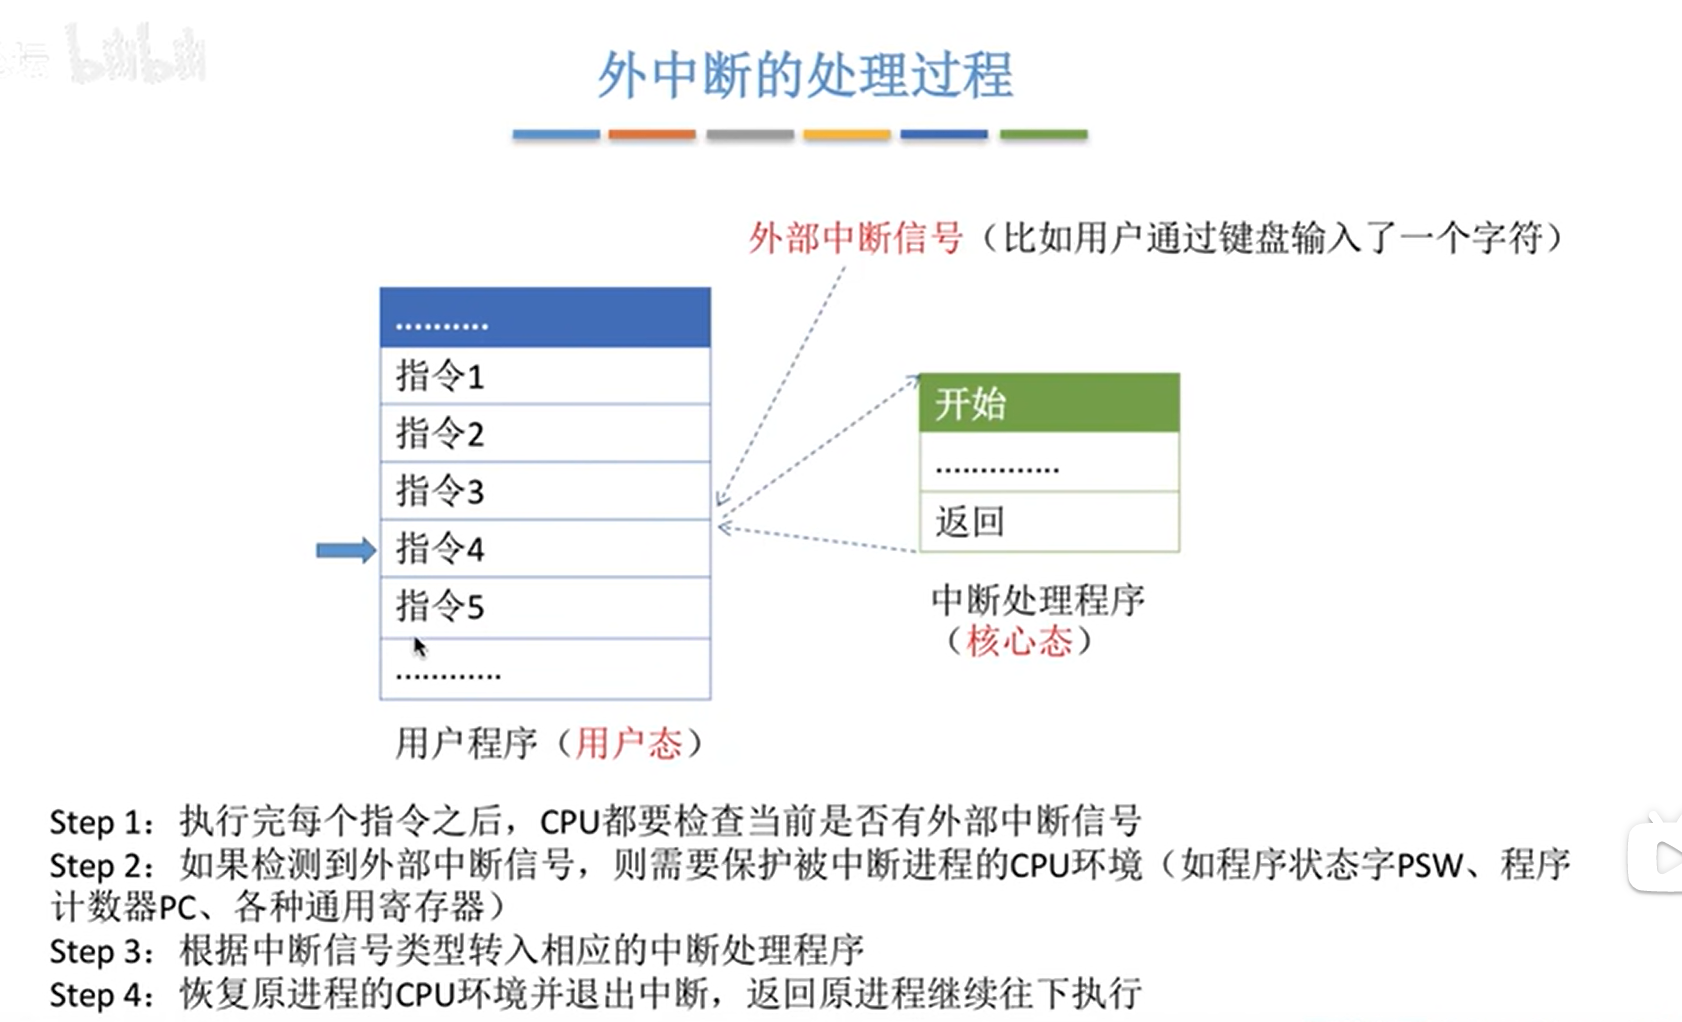 bilibili
外中断的处理过程
外部中断信号（比如用户通过键盘输入了一个字符）
..........
指令1
指令2
指令3
指令4
指令5
............
用户程序（用户态）
开始
..............
返回
中断处理程序
（核心态）
Step 1：执行完每个指令之后，CPU都要检查当前是否有外部中断信号
Step 2：如果检测到外部中断信号，则需要保护被中断进程的CPU环境（如程序状态字PSW、程序
计数器PC、各种通用寄存器）
Step 3：根据中断信号类型转入相应的中断处理程序
Step 4：恢复原进程的CPU环境并退出中断，返回原进程继续往下执行